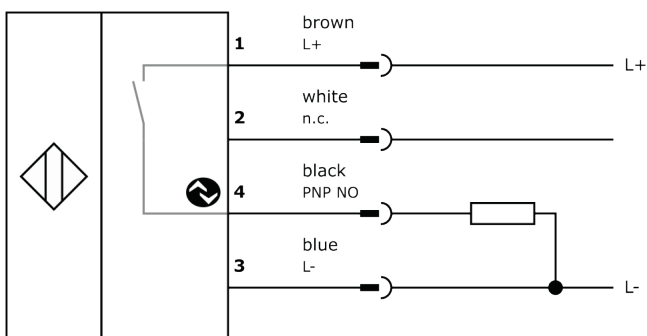 brown
1
L+
L+
white
2
n.c.
black
4
PNP NO
blue
3
L-
L-